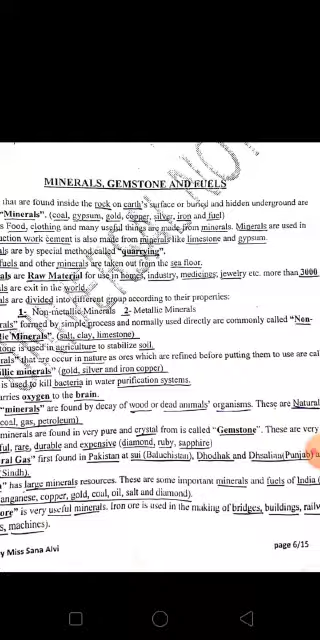 MINERALS, GEMSTONE AND FUELS
that are found inside the rock on earth's surface or buried and hidden underground are
"Minerals". (coal, gypsum, gold, copper, silver, iron and fuel)
s Food, clothing and many useful things are made from minerals. Minerals are used in
uction work cement is also made from minerals like limestone and gypsum.
als are by special method called "quarrying".
fuels and other minerals are taken out from the sea floor.
als are Raw Material for use in homes, industry, medicings, jewelry etc. more than 3000
als are exit in the world.
als are divided into different group according to their properties:
1- Non-metallic Minerals 2- Metallic Minerals
rals" formed by simple process and normally used directly are commonly called "Non-
lic Minerals" (salt, clay, limestone)
tone is used in agriculture to stabilize soil.
rals" that are occur in nature as ores which are refined before putting them to use are cal
allic minerals" (gold, silver and iron copper)
is used to kill bacteria in water purification systems.
arries oxygen to the brain.
"minerals" are found by decay of wood or dead animals' organisms. These are Natural
coal, gas, petroleum)
minerals are found in very pure and crystal from is called "Gemstone". These are very
ful, rare, durable and expensive (diamond, ruby, sapphire)
ral Gas" first found in Pakistan at sui (Baluchistan), Dhodhak and Dhsalian(Punjab)
(Sindh).
" has large minerals resources. These are some important minerals and fuels of India (
anganese, copper, gold, coal, oil, salt and diamond).
ore" is very useful minerals. Iron ore is used in the making of bridges, buildings, railw
s, machines).
y Miss Sana Alvi page 6/15